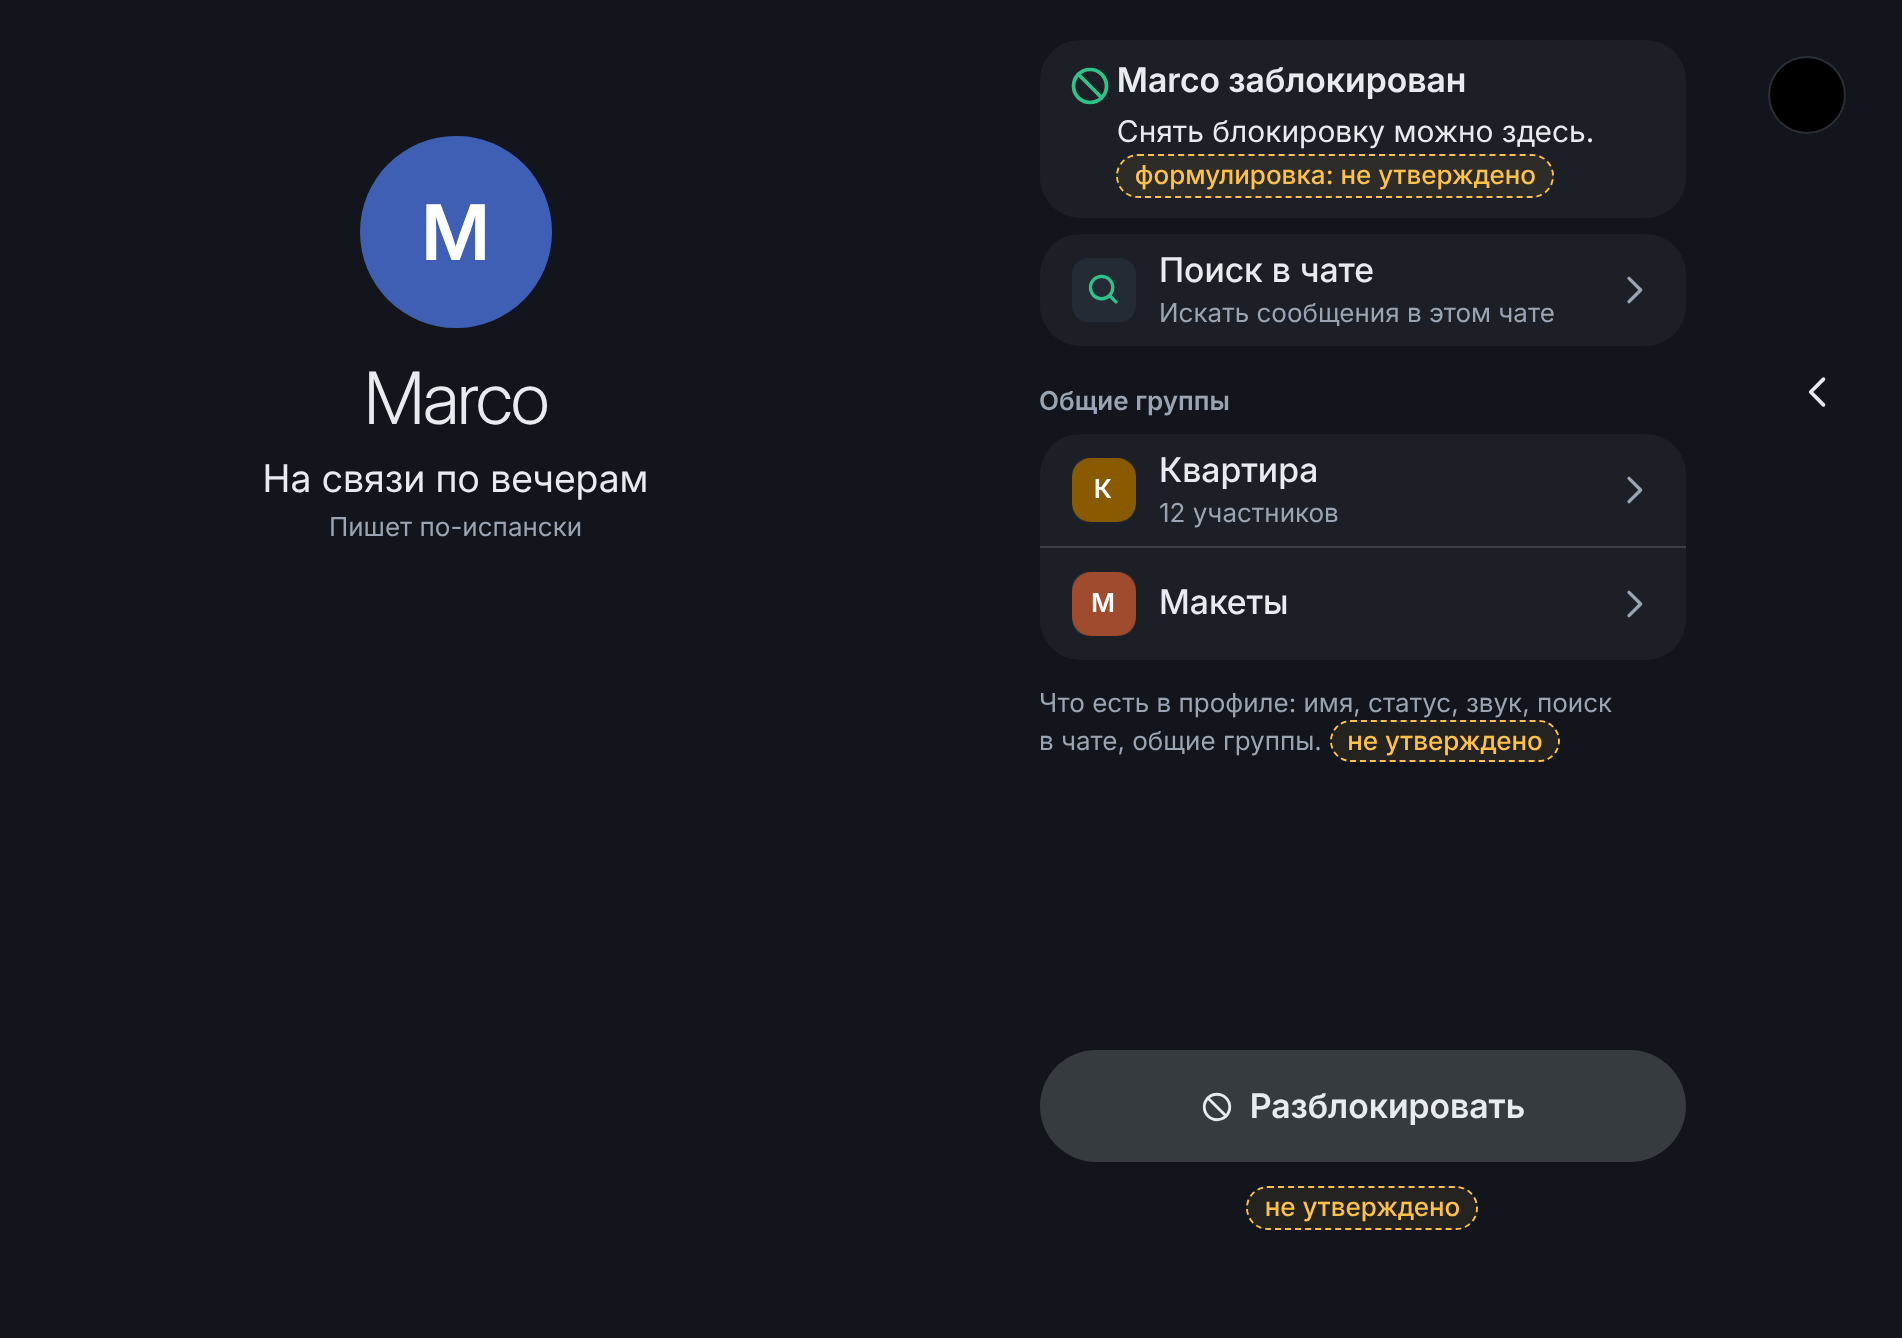 M
Marco
На связи по вечерам
Пишет по-испански
Marco заблокирован
Снять блокировку можно здесь.
формулировка: не утверждено
Поиск в чате
Искать сообщения в этом чате
Общие группы
К
Квартира
12 участников
М
Макеты
Что есть в профиле: имя, статус, звук, поиск
в чате, общие группы. не утверждено
Разблокировать
не утверждено